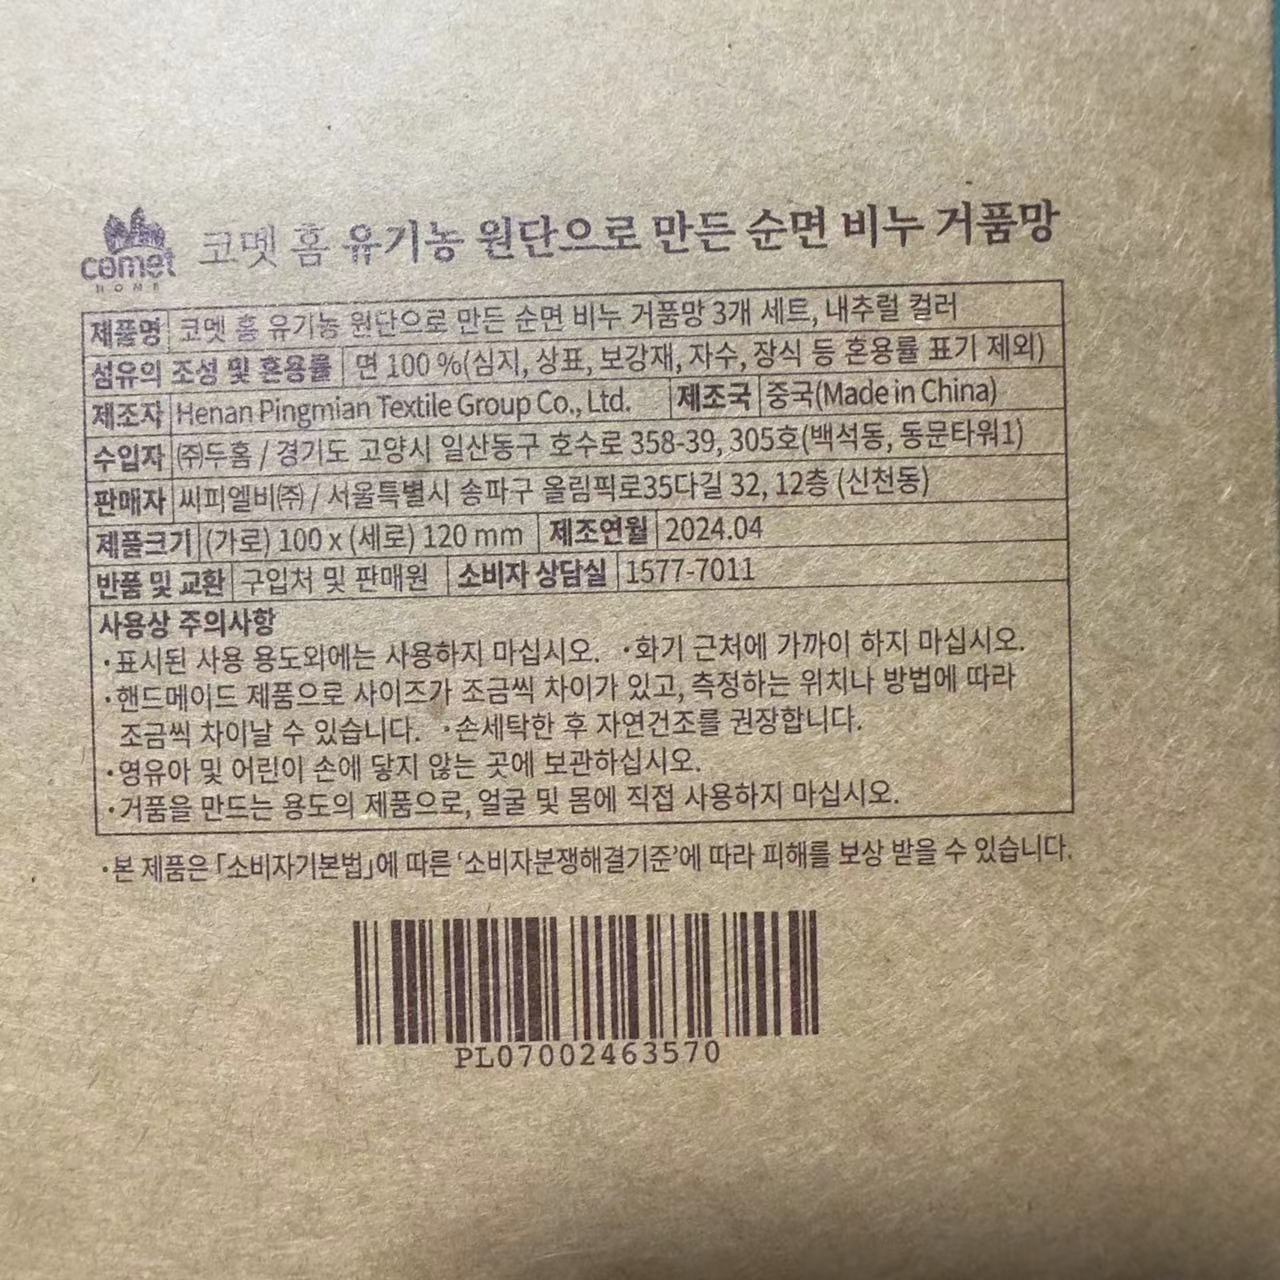 comet
HOME
코멧 홈 유기농 원단으로 만든 순면 비누 거품망
제품명 코멧 홈 유기농 원단으로 만든 순면 비누 거품망 3개 세트, 내추럴 컬러
섬유의 조성 및 혼용률 면 100 %(심지, 상표, 보강재, 자수, 장식 등 혼용률 표기 제외)
제조자 Henan Pingmian Textile Group Co., Ltd. 제조국 중국(Made in China)
수입자 ㈜두홈 / 경기도 고양시 일산동구 호수로 358-39, 305호(백석동, 동문타워1)
판매자 씨피엘비㈜ / 서울특별시 송파구 올림픽로35다길 32, 12층 (신천동)
제품크기 (가로) 100 x (세로) 120 mm 제조연월 2024.04
반품 및 교환 구입처 및 판매원 소비자 상담실 1577-7011
사용상 주의사항
·표시된 사용 용도외에는 사용하지 마십시오. ·화기 근처에 가까이 하지 마십시오.
·핸드메이드 제품으로 사이즈가 조금씩 차이가 있고, 측정하는 위치나 방법에 따라
조금씩 차이날 수 있습니다. ·손세탁한 후 자연건조를 권장합니다.
·영유아 및 어린이 손에 닿지 않는 곳에 보관하십시오.
·거품을 만드는 용도의 제품으로, 얼굴 및 몸에 직접 사용하지 마십시오.
·본 제품은 「소비자기본법」에 따른 ‘소비자분쟁해결기준’에 따라 피해를 보상 받을 수 있습니다.
PL07002463570